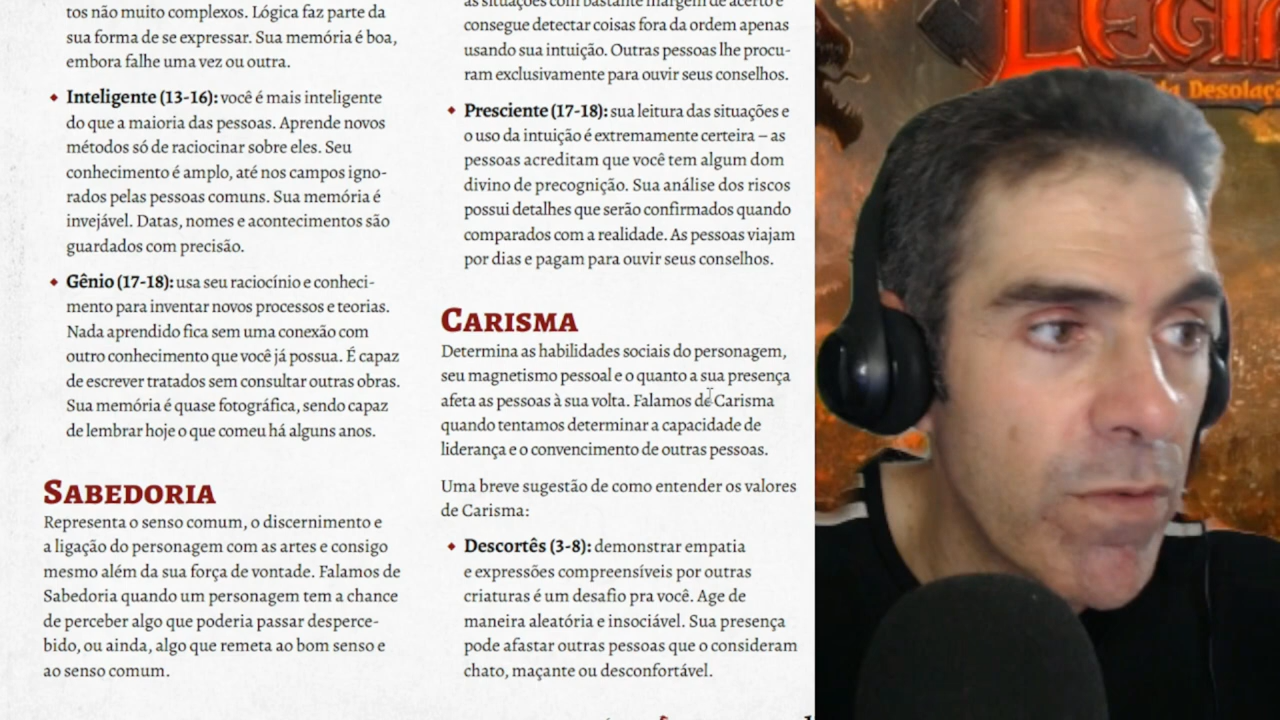 tos não muito complexos. Lógica faz parte da
sua forma de se expressar. Sua memória é boa,
embora falhe uma vez ou outra.
Inteligente (13-16): você é mais inteligente
do que a maioria das pessoas. Aprende novos
métodos só de raciocinar sobre eles. Seu
conhecimento é amplo, até nos campos igno-
rados pelas pessoas comuns. Sua memória é
invejável. Datas, nomes e acontecimentos são
guardados com precisão.
Gênio (17-18): usa seu raciocínio e conheci-
mento para inventar novos processos e teorias.
Nada aprendido fica sem uma conexão com
outro conhecimento que você já possua. É capaz
de escrever tratados sem consultar outras obras.
Sua memória é quase fotográfica, sendo capaz
de lembrar hoje o que comeu há alguns anos.
SABEDORIA
Representa o senso comum, o discernimento e
a ligação do personagem com as artes e consigo
mesmo além da sua força de vontade. Falamos de
Sabedoria quando um personagem tem a chance
de perceber algo que poderia passar desperce-
bido, ou ainda, algo que remeta ao bom senso e
ao senso comum.
as situações com bastante margem de acerto e
consegue detectar coisas fora da ordem apenas
usando sua intuição. Outras pessoas lhe procu-
ram exclusivamente para ouvir seus conselhos.
Presciente (17-18): sua leitura das situações e
o uso da intuição é extremamente certeira – as
pessoas acreditam que você tem algum dom
divino de precognição. Sua análise dos riscos
possui detalhes que serão confirmados quando
comparados com a realidade. As pessoas viajam
por dias e pagam para ouvir seus conselhos.
CARISMA
Determina as habilidades sociais do personagem,
seu magnetismo pessoal e o quanto a sua presença
afeta as pessoas à sua volta. Falamos de Carisma
quando tentamos determinar a capacidade de
liderança e o convencimento de outras pessoas.
Uma breve sugestão de como entender os valores
de Carisma:
Descortês (3-8): demonstrar empatia
e expressões compreensíveis por outras
criaturas é um desafio pra você. Age de
maneira aleatória e insociável. Sua presença
pode afastar outras pessoas que o consideram
chato, maçante ou desconfortável.